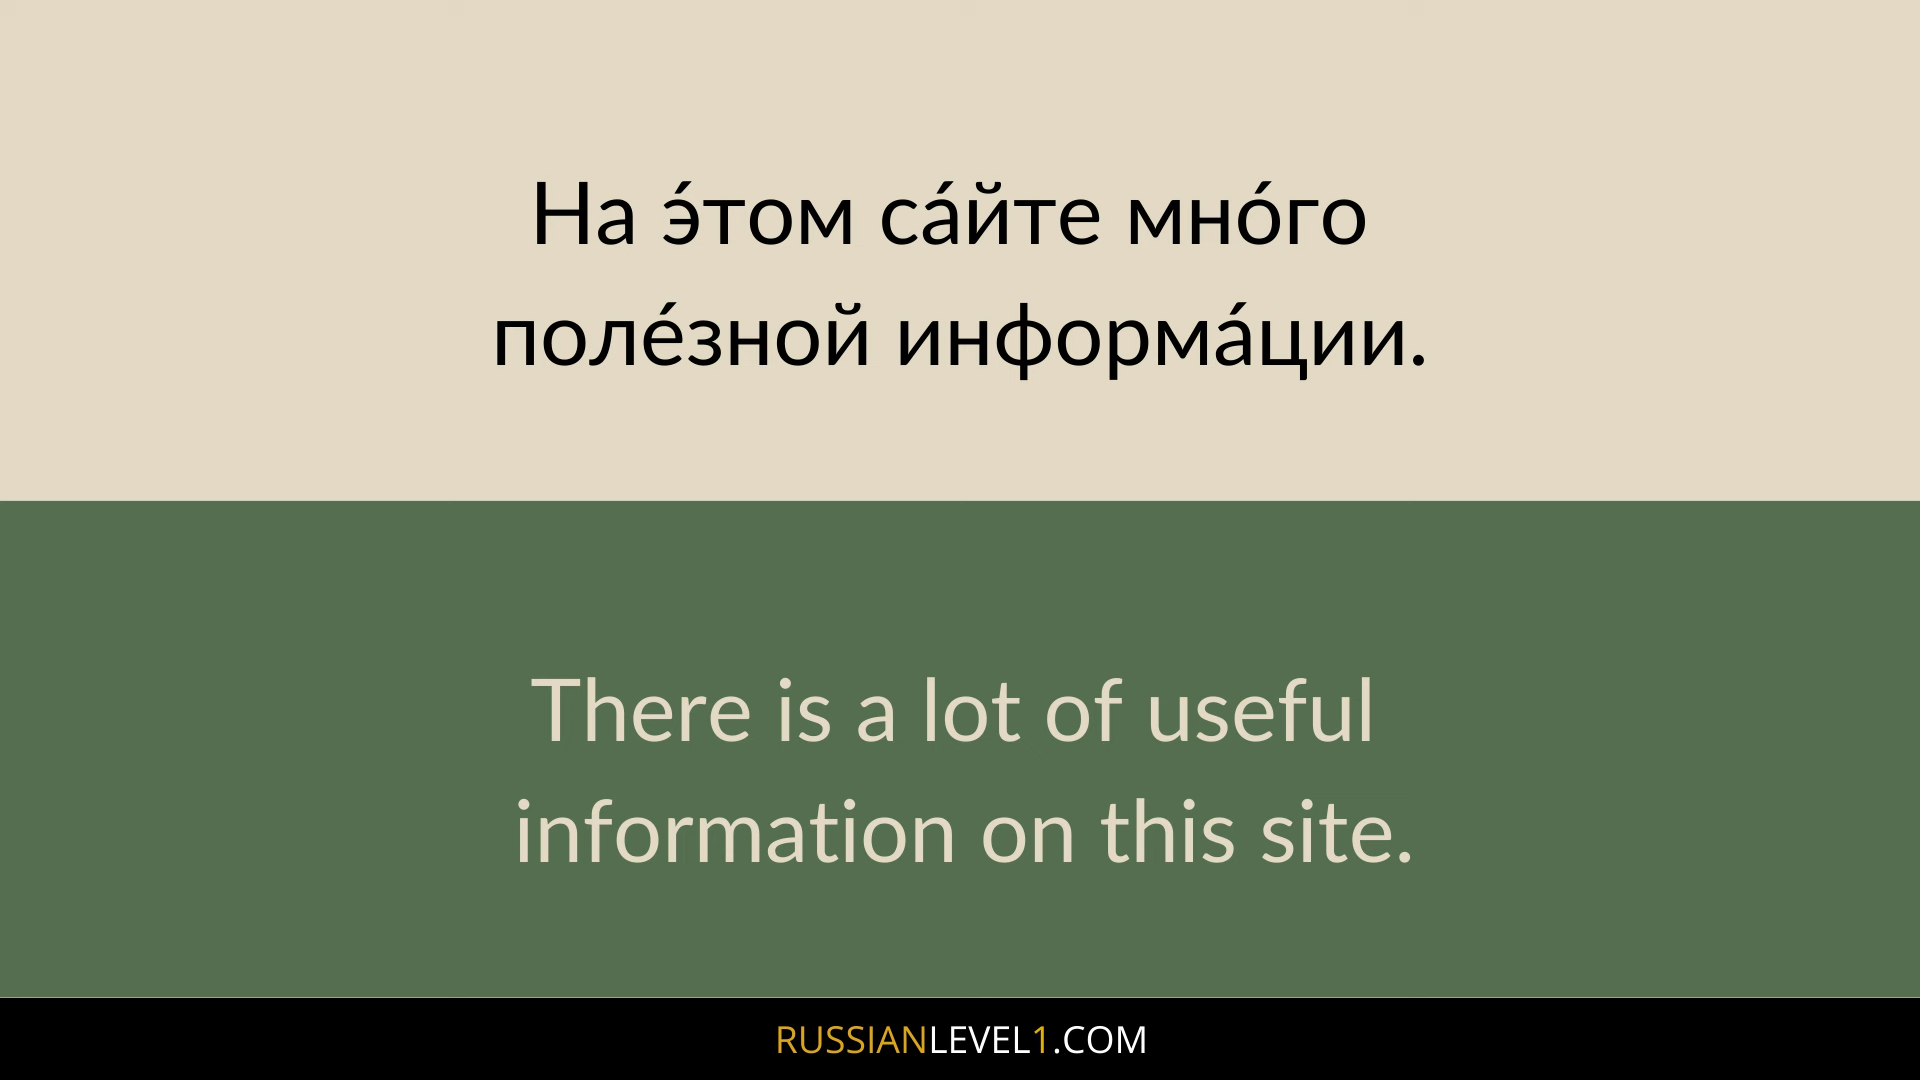 На э́том са́йте мно́го
поле́зной информа́ции.
There is a lot of useful
information on this site.
RUSSIANLEVEL1.COM